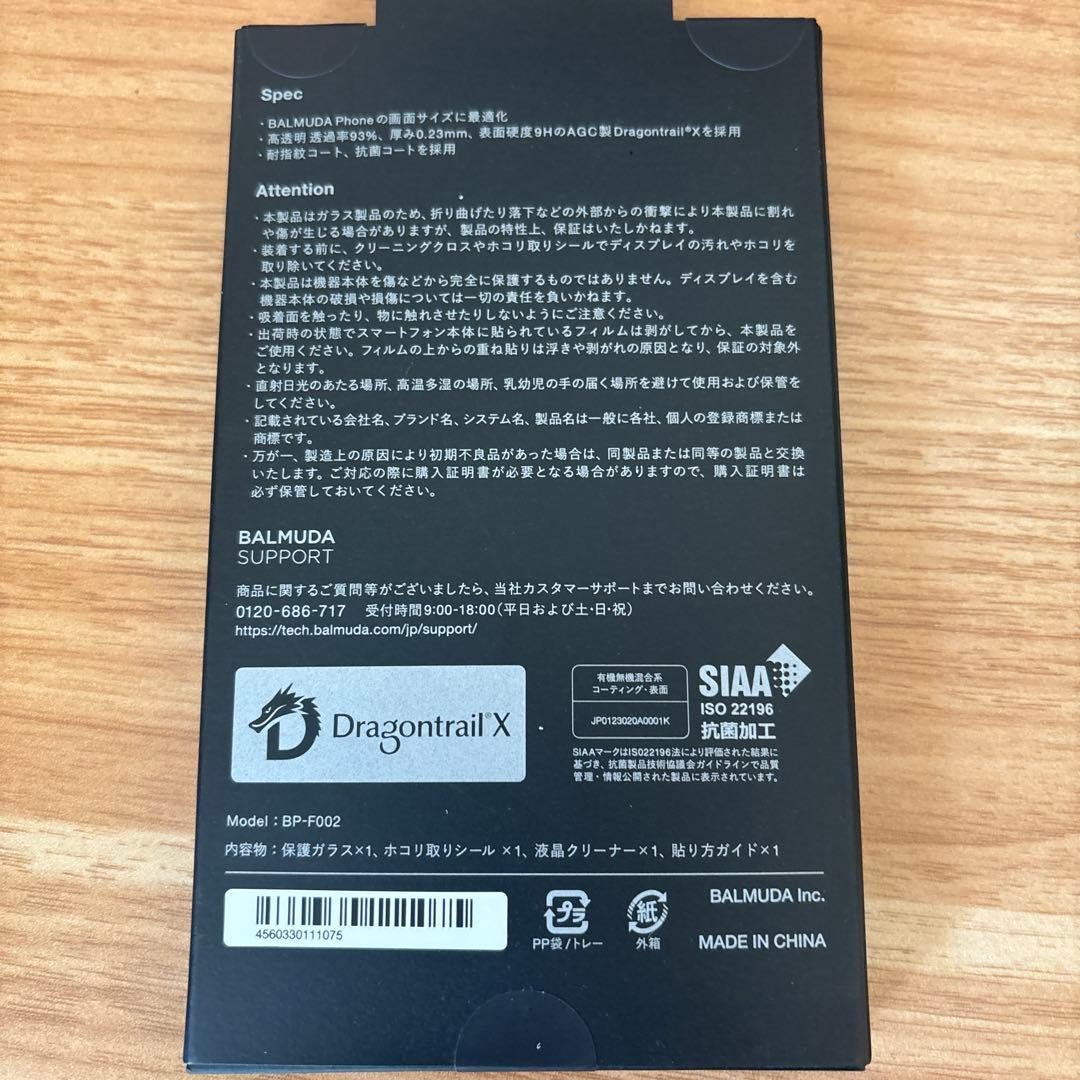 Spec
・BALMUDA Phoneの画面サイズに最適化
・高透明 透過率93%、厚み0.23mm、表面硬度9HのAGC製Dragontrail®Xを採用
・耐指紋コート、抗菌コートを採用
Attention
・本製品はガラス製品のため、折り曲げたり落下などの外部からの衝撃により本製品に割れ
や傷が生じる場合がありますが、製品の特性上、保証はいたしかねます。
・装着する前に、クリーニングクロスやホコリ取りシールでディスプレイの汚れやホコリを
取り除いてください。
・本製品は機器本体を傷などから完全に保護するものではありません。ディスプレイを含む
機器本体の破損や損傷については一切の責任を負いかねます。
・吸着面を触ったり、物に触れさせたりしないようにご注意ください。
・出荷時の状態でスマートフォン本体に貼られているフィルムは剥がしてから、本製品を
ご使用ください。フィルムの上からの重ね貼りは浮きや剥がれの原因となり、保証の対象外
となります。
・直射日光のあたる場所、高温多湿の場所、乳幼児の手の届く場所を避けて使用および保管を
してください。
・記載されている会社名、ブランド名、システム名、製品名は一般に各社、個人の登録商標または
商標です。
・万が一、製造上の原因により初期不良品があった場合は、同製品または同等の製品と交換
いたします。ご対応の際に購入証明書が必要となる場合がありますので、購入証明書は
必ず保管しておいてください。
BALMUDA
SUPPORT
商品に関するご質問等がございましたら、当社カスタマーサポートまでお問い合わせください。
0120-686-717 受付時間9:00-18:00(平日および土・日・祝)
https://tech.balmuda.com/jp/support/
Dragontrail®X
有機無機混合系
コーティング・表面
JP0123020A0001K
SIAA
ISO 22196
抗菌加工
SIAAマークはISO22196法により評価された結果に
基づき、抗菌製品技術協議会ガイドラインで品質
管理・情報公開された製品に表示されています。
Model：BP-F002
内容物：保護ガラス×1、ホコリ取りシール ×1、液晶クリーナー×1、貼り方ガイド×1
4560330111075
プラ
PP袋/トレー
紙
外箱
BALMUDA Inc.
MADE IN CHINA